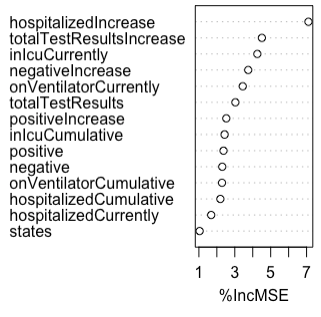 hospitalizedIncrease
totalTestResultsIncrease
inIcuCurrently
negativeIncrease
onVentilatorCurrently
totalTestResults
positiveIncrease
inIcuCumulative
positive
negative
onVentilatorCumulative
hospitalizedCumulative
hospitalizedCurrently
states
1 3 5 7
%IncMSE